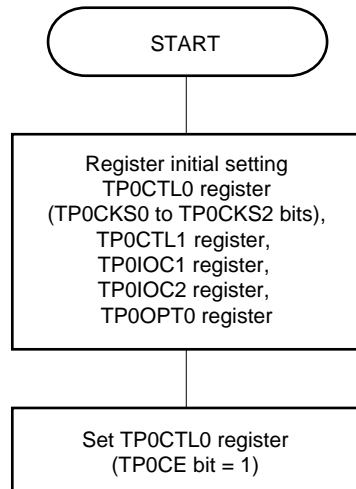 START
Register initial setting
TP0CTL0 register
(TP0CKS0 to TP0CKS2 bits),
TP0CTL1 register,
TP0IOC1 register,
TP0IOC2 register,
TP0OPT0 register
Set TP0CTL0 register
(TP0CE bit = 1)